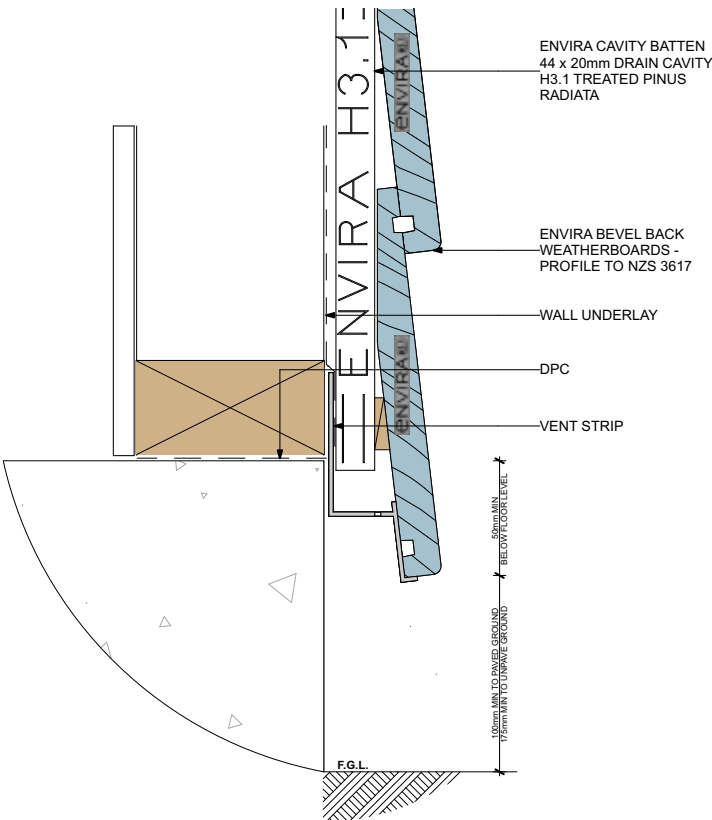 ENVIRA CAVITY BATTEN
44 x 20mm DRAIN CAVITY
H3.1 TREATED PINUS
RADIATA
ENVIRA H3.1
ENVIRA
ENVIRA BEVEL BACK
WEATHERBOARDS -
PROFILE TO NZS 3617
WALL UNDERLAY
DPC
ENVIRA
VENT STRIP
50mm MIN
BELOW FLOOR LEVEL
100mm MIN TO PAVED GROUND
175mm MIN TO UNPAVE GROUND
F.G.L.